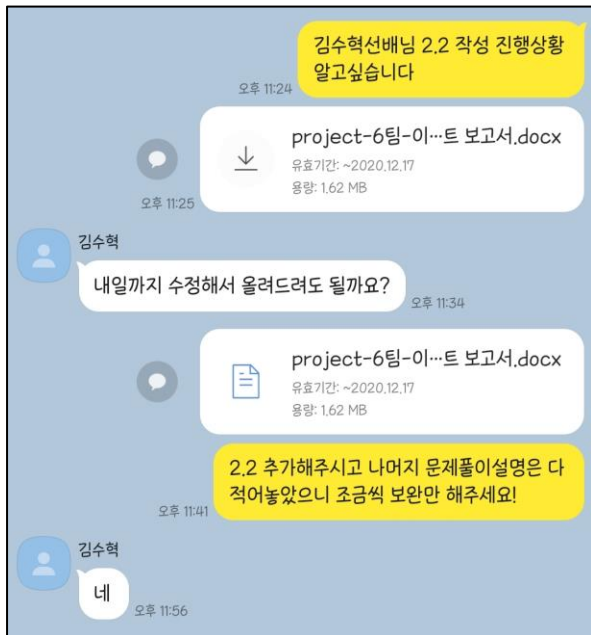 김수혁선배님 2.2 작성 진행상황
알고싶습니다
오후 11:24
project-6팀-이…트 보고서.docx
유효기간: ~2020.12.17
용량: 1.62 MB
오후 11:25
김수혁
내일까지 수정해서 올려드려도 될까요?
오후 11:34
project-6팀-이…트 보고서.docx
유효기간: ~2020.12.17
용량: 1.62 MB
2.2 추가해주시고 나머지 문제풀이설명은 다
적어놓았으니 조금씩 보완만 해주세요!
오후 11:41
김수혁
네
오후 11:56